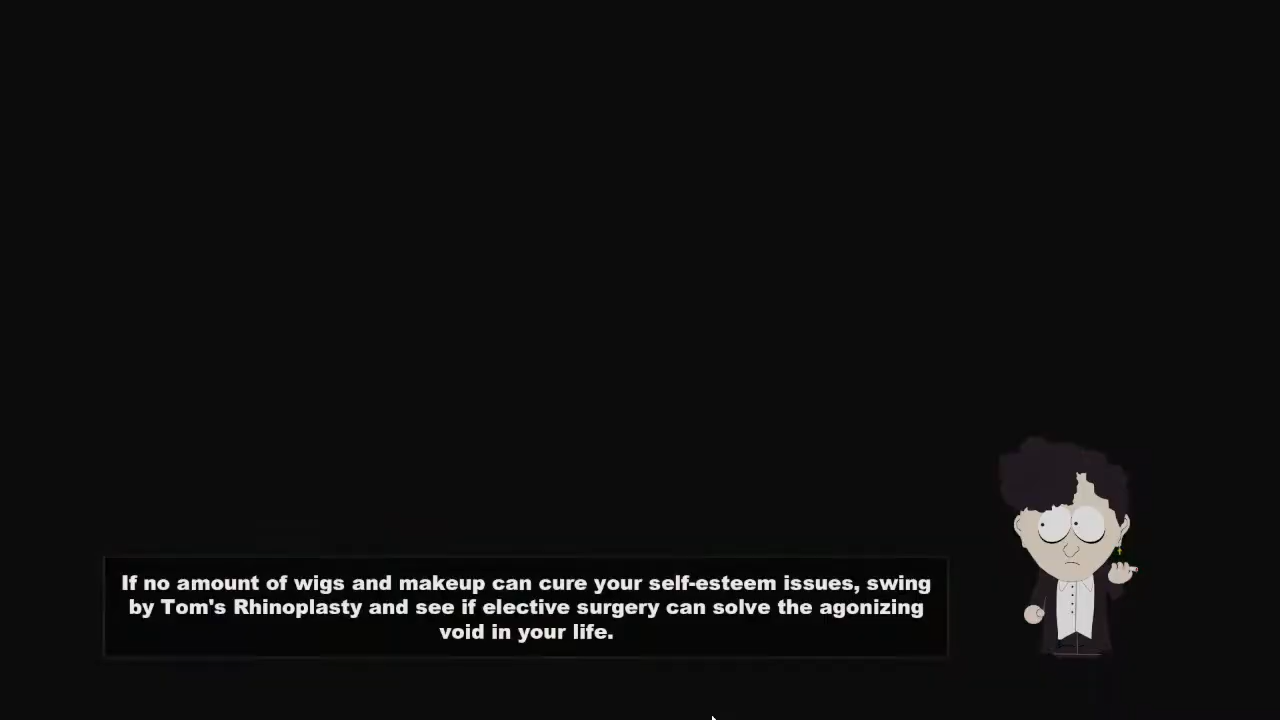 If no amount of wigs and makeup can cure your self-esteem issues, swing
by Tom's Rhinoplasty and see if elective surgery can solve the agonizing
void in your life.